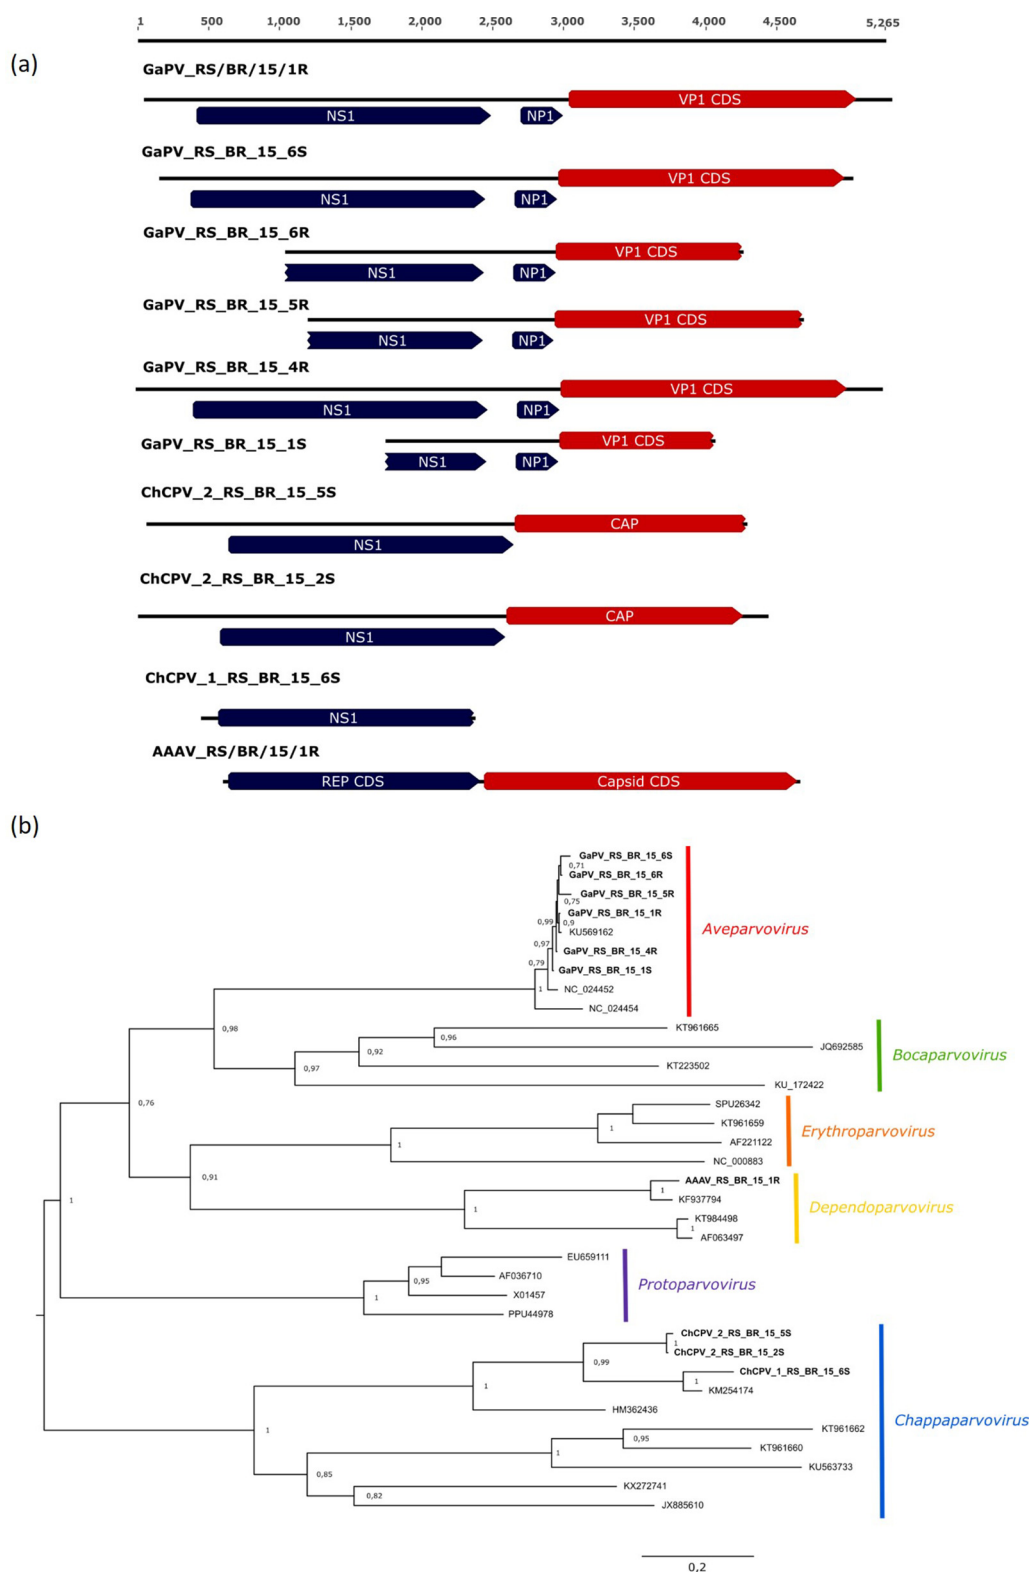 1 500 1,000 1,500 2,000 2,500 3,000 3,500 4,000 4,500 5,265
(a)
GaPV_RS/BR/15/1R
VP1 CDS
NS1 NP1
GaPV_RS_BR_15_6S
VP1 CDS
NS1 NP1
GaPV_RS_BR_15_6R
VP1 CDS
NS1 NP1
GaPV_RS_BR_15_5R
VP1 CDS
NS1 NP1
GaPV_RS_BR_15_4R
VP1 CDS
NS1 NP1
GaPV_RS_BR_15_1S
VP1 CDS
NS1 NP1
ChCPV_2_RS_BR_15_5S
CAP
NS1
ChCPV_2_RS_BR_15_2S
CAP
NS1
ChCPV_1_RS_BR_15_6S
NS1
AAAV_RS/BR/15/1R
REP CDS Capsid CDS
(b)
GaPV_RS_BR_15_6S
0,71
GaPV_RS_BR_15_6R
GaPV_RS_BR_15_5R
0,75
GaPV_RS_BR_15_1R
0,99 0,9
Aveparvovirus
KU569162
0,97
GaPV_RS_BR_15_4R
0,79
GaPV_RS_BR_15_1S
1 NC_024452
NC_024454
0,98
KT961665
0,96
JQ692585
0,92
Bocaparvovirus
KT223502
0,97
KU_172422
0,76
SPU26342
KT961659
1
Erythroparvovirus
AF221122
1
NC_000883
0,91
AAAV_RS_BR_15_1R
1
KF937794
1
Dependoparvovirus
KT984498
1
AF063497
1
EU659111
AF036710
0,95
Protoparvovirus
X01457
1
PPU44978
ChCPV_2_RS_BR_15_5S
1
ChCPV_2_RS_BR_15_2S
0,99
ChCPV_1_RS_BR_15_6S
1
KM254174
1
HM362436
Chappaparvovirus
KT961662
1
0,95
KT961660
1
KU563733
0,85
KX272741
0,82
JX885610
0,2